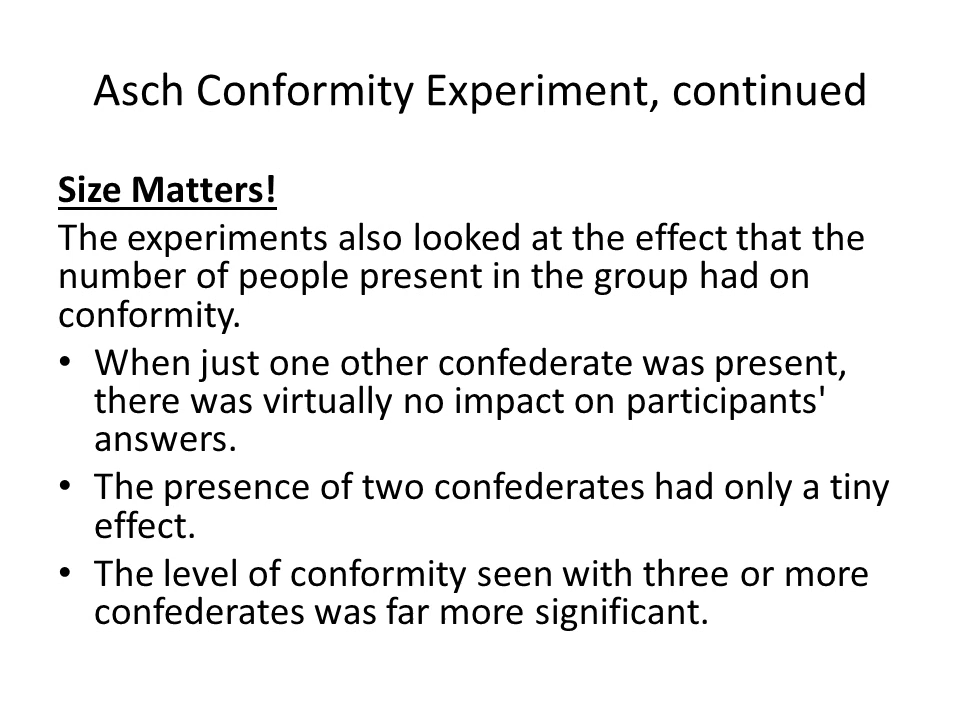 Asch Conformity Experiment, continued
Size Matters!
The experiments also looked at the effect that the
number of people present in the group had on
conformity.
• When just one other confederate was present,
there was virtually no impact on participants'
answers.
• The presence of two confederates had only a tiny
effect.
• The level of conformity seen with three or more
confederates was far more significant.